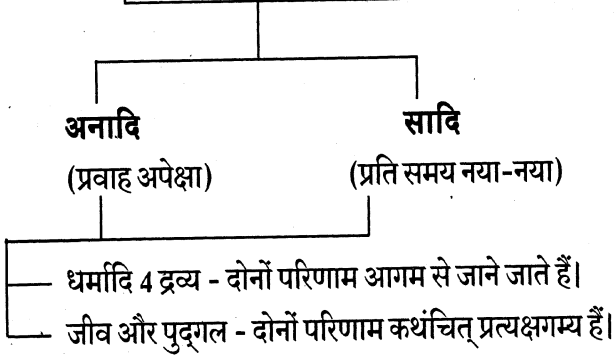 अनादि सादि
(प्रवाह अपेक्षा) (प्रति समय नया-नया)
धर्मादि 4 द्रव्य - दोनों परिणाम आगम से जाने जाते हैं।
जीव और पुद्गल - दोनों परिणाम कथंचित् प्रत्यक्षगम्य हैं।